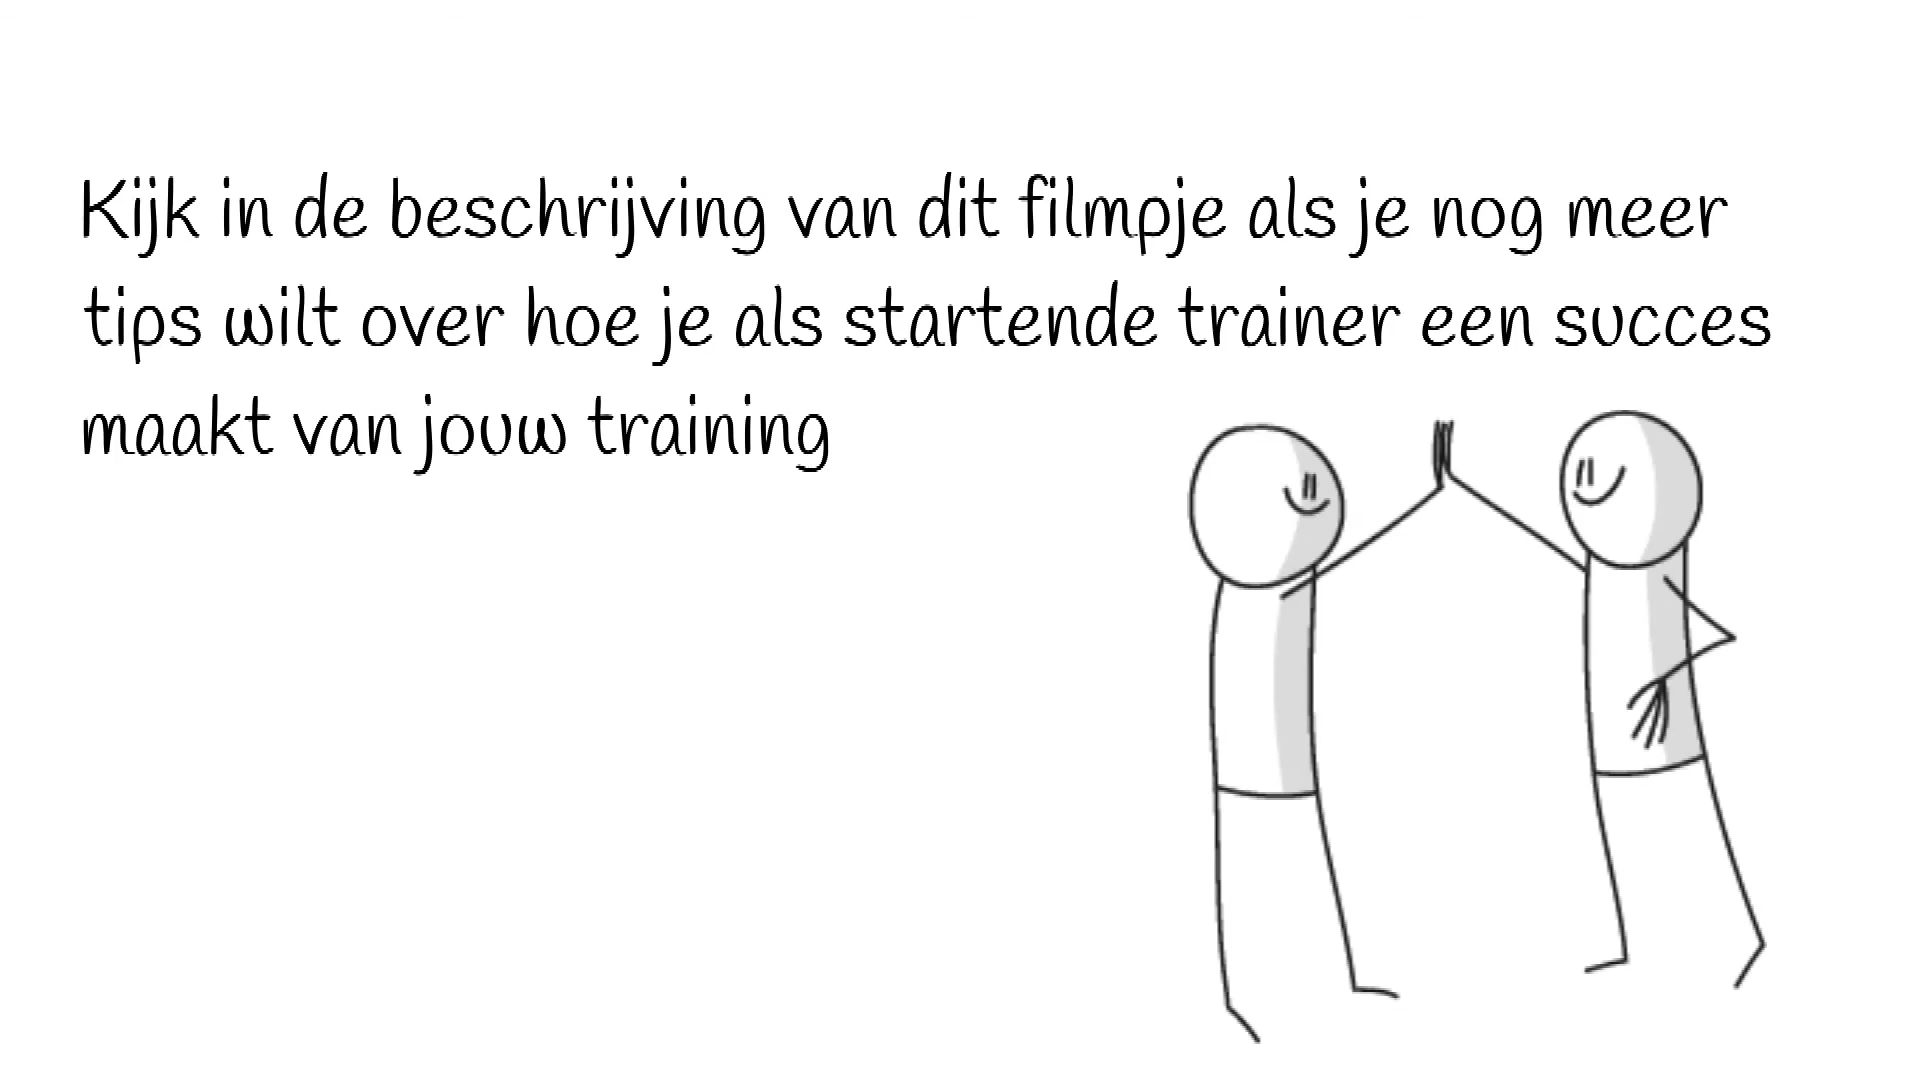 Kijk in de beschrijving van dit filmpje als je nog meer
tips wilt over hoe je als startende trainer een succes
maakt van jouw training